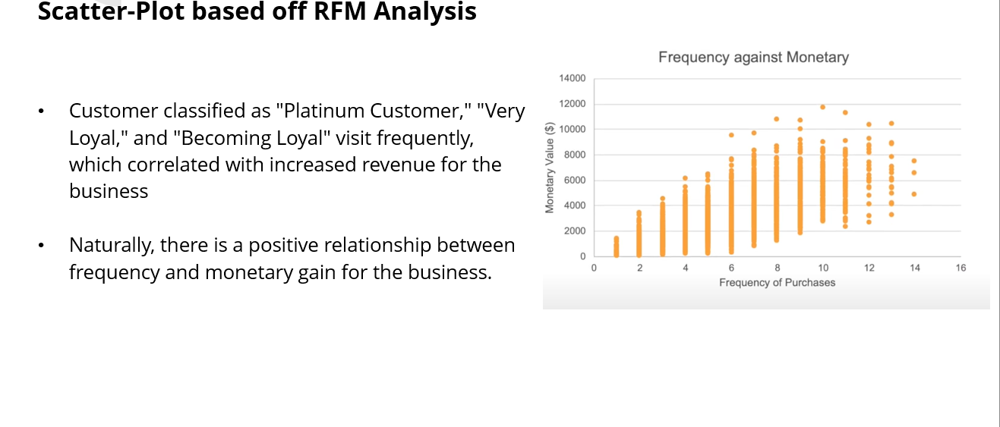 Scatter-Plot based off RFM Analysis
• Customer classified as "Platinum Customer," "Very
Loyal," and "Becoming Loyal" visit frequently,
which correlated with increased revenue for the
business
• Naturally, there is a positive relationship between
frequency and monetary gain for the business.
Frequency against Monetary
Monetary Value ($)
14000
12000
10000
8000
6000
4000
2000
0
0 2 4 6 8 10 12 14 16
Frequency of Purchases